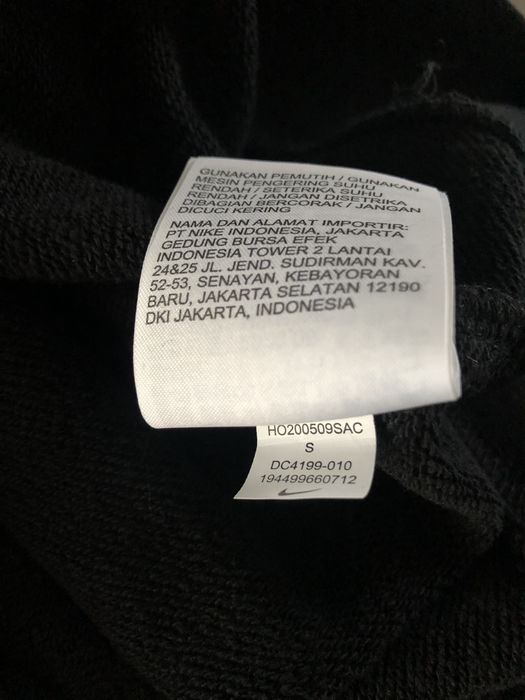 GUNAKAN PEMUTIH / GUNAKAN
MESIN PENGERING SUHU
RENDAH / SETERIKA SUHU
RENDAH / JANGAN DISETRIKA
DIBAGIAN BERCORAK / JANGAN
DICUCI KERING
NAMA DAN ALAMAT IMPORTIR:
PT NIKE INDONESIA, JAKARTA
GEDUNG BURSA EFEK
INDONESIA TOWER 2 LANTAI
24&25 JL. JEND. SUDIRMAN KAV.
52-53, SENAYAN, KEBAYORAN
BARU, JAKARTA SELATAN 12190
DKI JAKARTA, INDONESIA
HO200509SAC
S
DC4199-010
194499660712